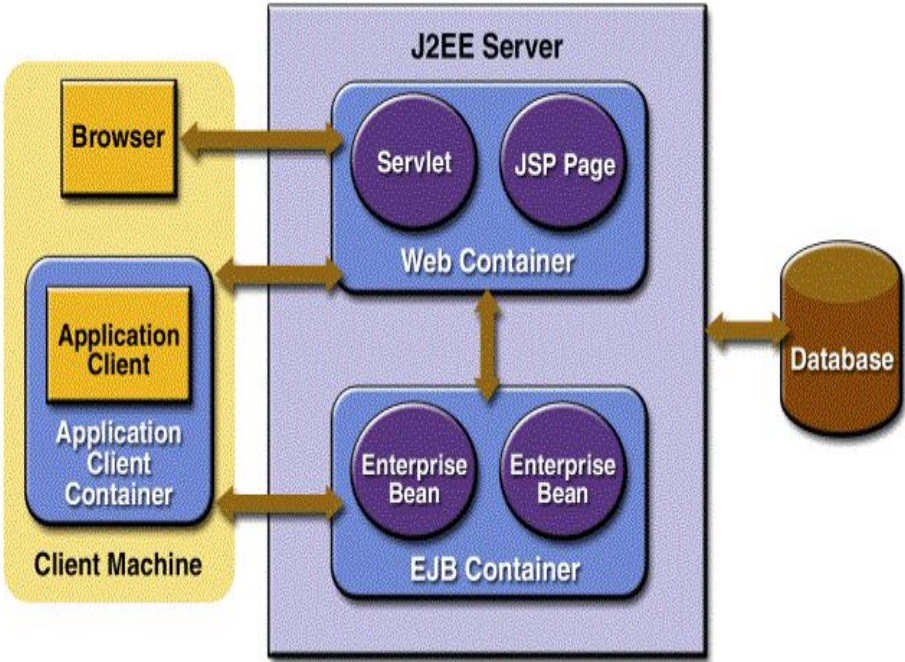 J2EE Server
Browser
Servlet
JSP Page
Web Container
Application
Client
Application
Client
Container
Client Machine
Enterprise
Bean
Enterprise
Bean
EJB Container
Database